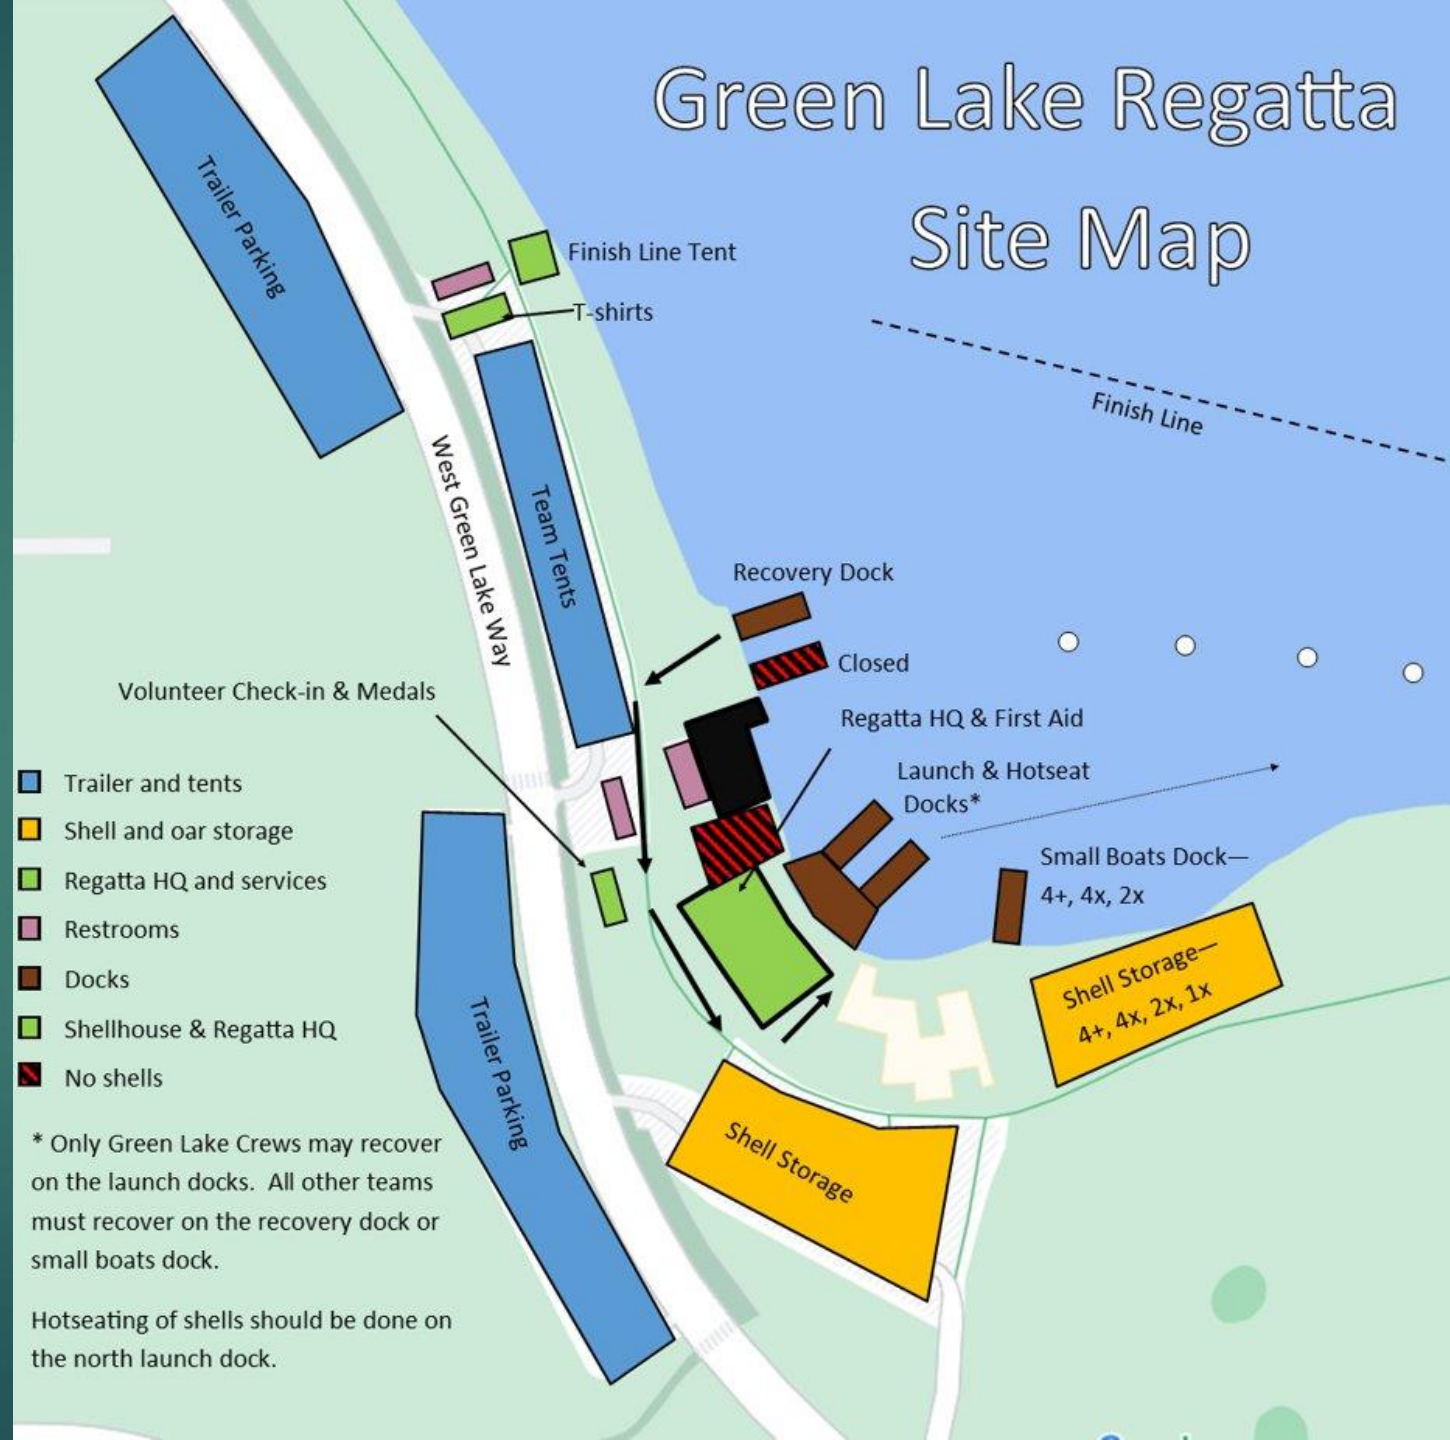 Green Lake Regatta
Site Map
Trailer Parking
Finish Line Tent
T-shirts
Finish Line
West Green Lake Way
Team Tents
Recovery Dock
Closed
Volunteer Check-in & Medals
Regatta HQ & First Aid
Launch & Hotseat
Docks*
Small Boats Dock—
4+, 4x, 2x
Shell Storage—
4+, 4x, 2x, 1x
Trailer Parking
Shell Storage
Trailer and tents
Shell and oar storage
Regatta HQ and services
Restrooms
Docks
Shellhouse & Regatta HQ
No shells
* Only Green Lake Crews may recover
on the launch docks. All other teams
must recover on the recovery dock or
small boats dock.
Hotseating of shells should be done on
the north launch dock.